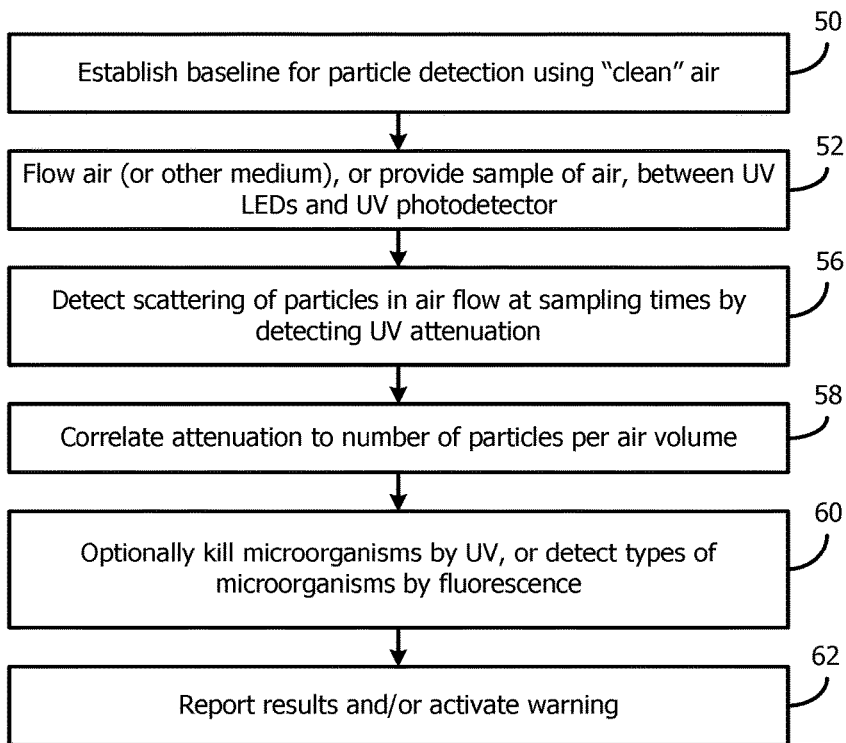 50
Establish baseline for particle detection using “clean” air
52
Flow air (or other medium), or provide sample of air, between UV
LEDs and UV photodetector
56
Detect scattering of particles in air flow at sampling times by
detecting UV attenuation
58
Correlate attenuation to number of particles per air volume
60
Optionally kill microorganisms by UV, or detect types of
microorganisms by fluorescence
62
Report results and/or activate warning